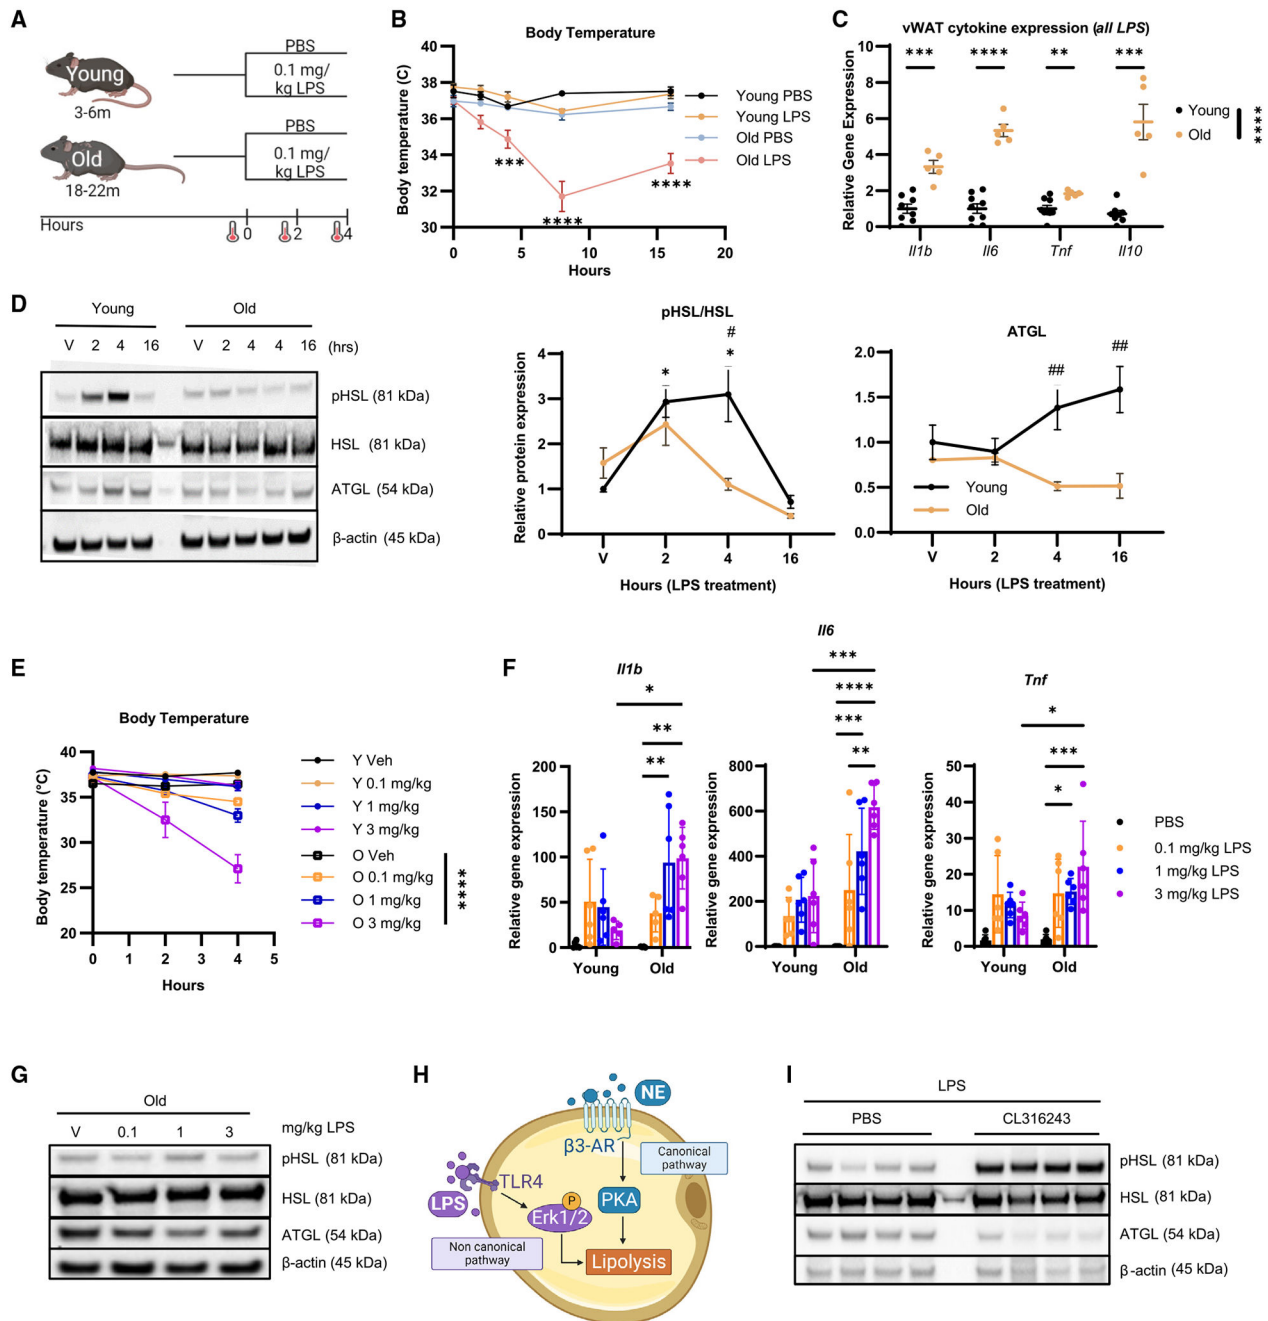 A
PBS
Young
0.1 mg/
kg LPS
3-6m
PBS
Old
0.1 mg/
kg LPS
18-22m
Hours
0
2
4
B
Body Temperature
Body temperature (C)
40
38
36
34
32
30
***
****
****
0
5
10
15
20
Hours
Young PBS
Young LPS
Old PBS
Old LPS
C
vWAT cytokine expression (all LPS)
Relative Gene Expression
10
8
6
4
2
0
***
****
**
***
Il1b
Il6
Tnf
Il10
Young
Old
****
D
Young
Old
V
2
4
16
V
2
4
4
16
(hrs)
pHSL (81 kDa)
HSL (81 kDa)
ATGL (54 kDa)
β-actin (45 kDa)
pHSL/HSL
Relative protein expression
4
3
2
1
0
*
#
*
V
2
4
16
Hours (LPS treatment)
ATGL
2.0
1.5
1.0
0.5
0.0
##
##
Young
Old
V
2
4
16
Hours (LPS treatment)
E
Body Temperature
Body temperature (°C)
40
35
30
25
20
0
1
2
3
4
5
Hours
Y Veh
Y 0.1 mg/kg
Y 1 mg/kg
Y 3 mg/kg
O Veh
O 0.1 mg/kg
O 1 mg/kg
O 3 mg/kg
****
F
Il1b
*
**
**
Relative gene expression
200
150
100
50
0
Young
Old
Il6
***
****
***
**
Relative gene expression
800
600
400
200
0
Young
Old
Tnf
*
***
*
Relative gene expression
50
40
30
20
10
0
Young
Old
PBS
0.1 mg/kg LPS
1 mg/kg LPS
3 mg/kg LPS
G
Old
V
0.1
1
3
mg/kg LPS
pHSL (81 kDa)
HSL (81 kDa)
ATGL (54 kDa)
β-actin (45 kDa)
H
NE
β3-AR
Canonical
pathway
TLR4
LPS
P
Erk1/2
PKA
Non canonical
pathway
Lipolysis
I
LPS
PBS
CL316243
pHSL (81 kDa)
HSL (81 kDa)
ATGL (54 kDa)
β-actin (45 kDa)